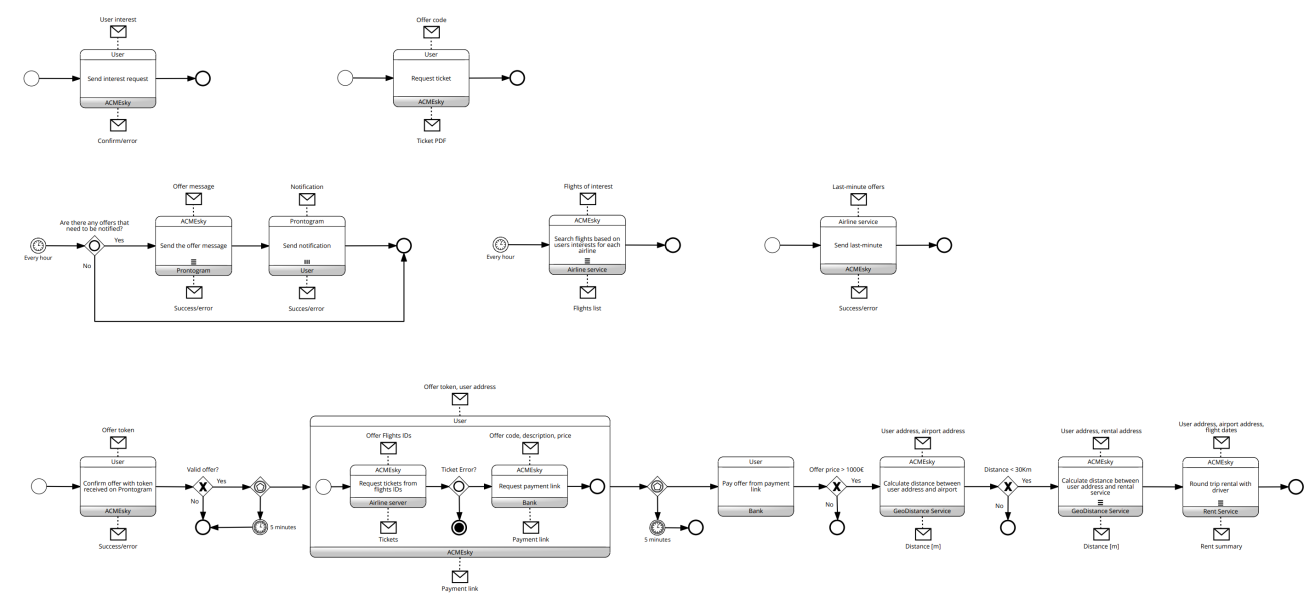 User interest
User
Send interest request
ACMEsky
Confirm/error
Offer code
User
Request ticket
ACMEsky
Ticket PDF
Every hour
Are there any offers that
need to be notified?
Yes
No
Offer message
ACMEsky
Send the offer message
Prontogram
Success/error
Notification
Prontogram
Send notification
User
Succes/error
Every hour
Flights of interest
ACMEsky
Search flights based on
users interests for each
airline
Airline service
Flights list
Last-minute offers
Airline service
Send last-minute
ACMEsky
Success/error
Offer token
User
Confirm offer with token
received on Prontogram
ACMEsky
Success/error
Valid offer?
Yes
No
5 minutes
Offer token, user address
User
Offer Flights IDs
ACMEsky
Request tickets from
flights IDs
Airline server
Tickets
Ticket Error?
Offer code, description, price
ACMEsky
Request payment link
Bank
Payment link
ACMEsky
Payment link
5 minutes
User
Pay offer from payment
link
Bank
Offer price > 1000€
Yes
No
User address, airport address
ACMEsky
Calculate distance between
user address and airport
GeoDistance Service
Distance [m]
Distance < 30Km
Yes
No
User address, rental address
ACMEsky
Calculate distance between
user address and rental
service
GeoDistance Service
Distance [m]
User address, airport address,
flight dates
ACMEsky
Round trip rental with
driver
Rent Service
Rent summary